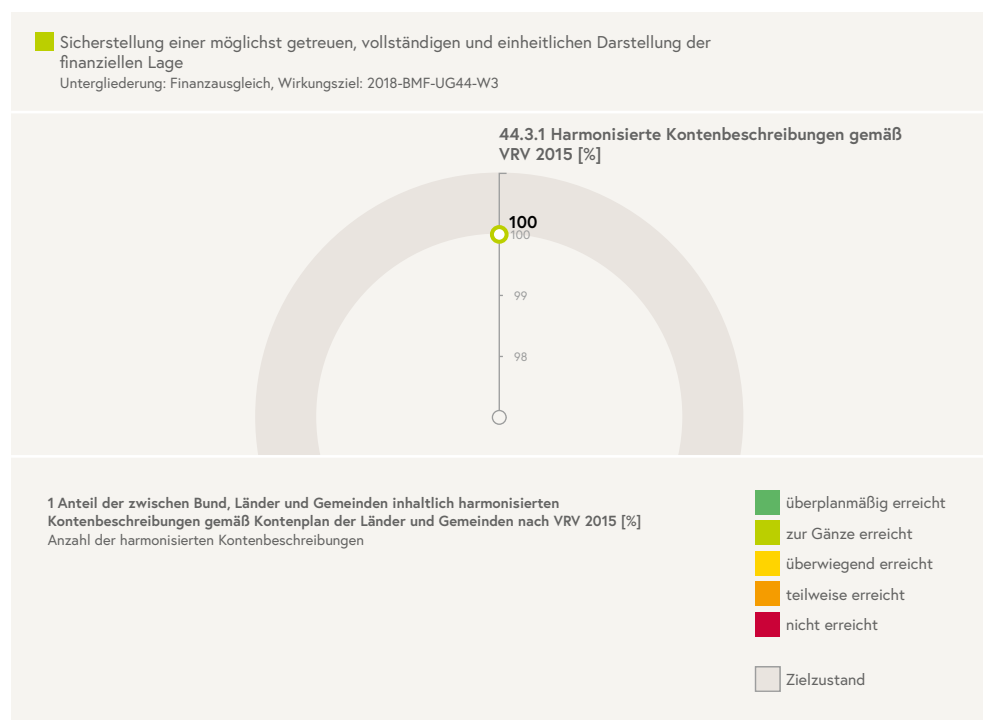 Sicherstellung einer möglichst getreuen, vollständigen und einheitlichen Darstellung der
finanziellen Lage
Untergliederung: Finanzausgleich, Wirkungsziel: 2018-BMF-UG44-W3
44.3.1 Harmonisierte Kontenbeschreibungen gemäß
VRV 2015 [%]
100
100
99
98
1 Anteil der zwischen Bund, Länder und Gemeinden inhaltlich harmonisierten
Kontenbeschreibungen gemäß Kontenplan der Länder und Gemeinden nach VRV 2015 [%]
Anzahl der harmonisierten Kontenbeschreibungen
überplanmäßig erreicht
zur Gänze erreicht
überwiegend erreicht
teilweise erreicht
nicht erreicht
Zielzustand